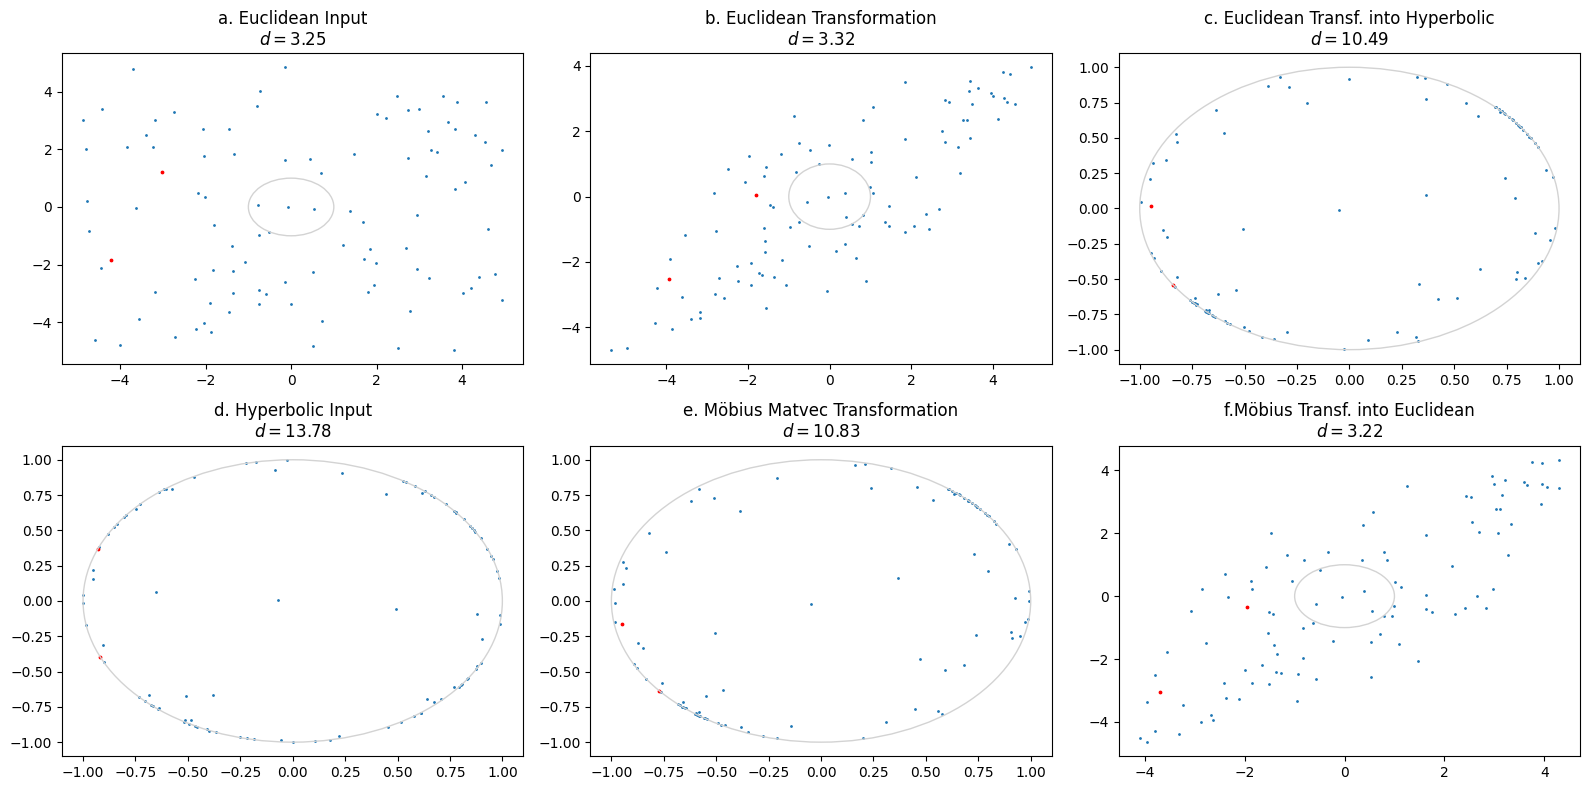 a. Euclidean Input
d = 3.25
b. Euclidean Transformation
d = 3.32
c. Euclidean Transf. into Hyperbolic
d = 10.49
4
2
0
−2
−4
−4 −2 0 2 4
4
2
0
−2
−4
−4 −2 0 2 4
1.00
0.75
0.50
0.25
0.00
−0.25
−0.50
−0.75
−1.00
−1.00 −0.75 −0.50 −0.25 0.00 0.25 0.50 0.75 1.00
d. Hyperbolic Input
d = 13.78
e. Möbius Matvec Transformation
d = 10.83
f.Möbius Transf. into Euclidean
d = 3.22
1.00
0.75
0.50
0.25
0.00
−0.25
−0.50
−0.75
−1.00
−1.00 −0.75 −0.50 −0.25 0.00 0.25 0.50 0.75 1.00
1.00
0.75
0.50
0.25
0.00
−0.25
−0.50
−0.75
−1.00
−1.00 −0.75 −0.50 −0.25 0.00 0.25 0.50 0.75 1.00
4
2
0
−2
−4
−4 −2 0 2 4